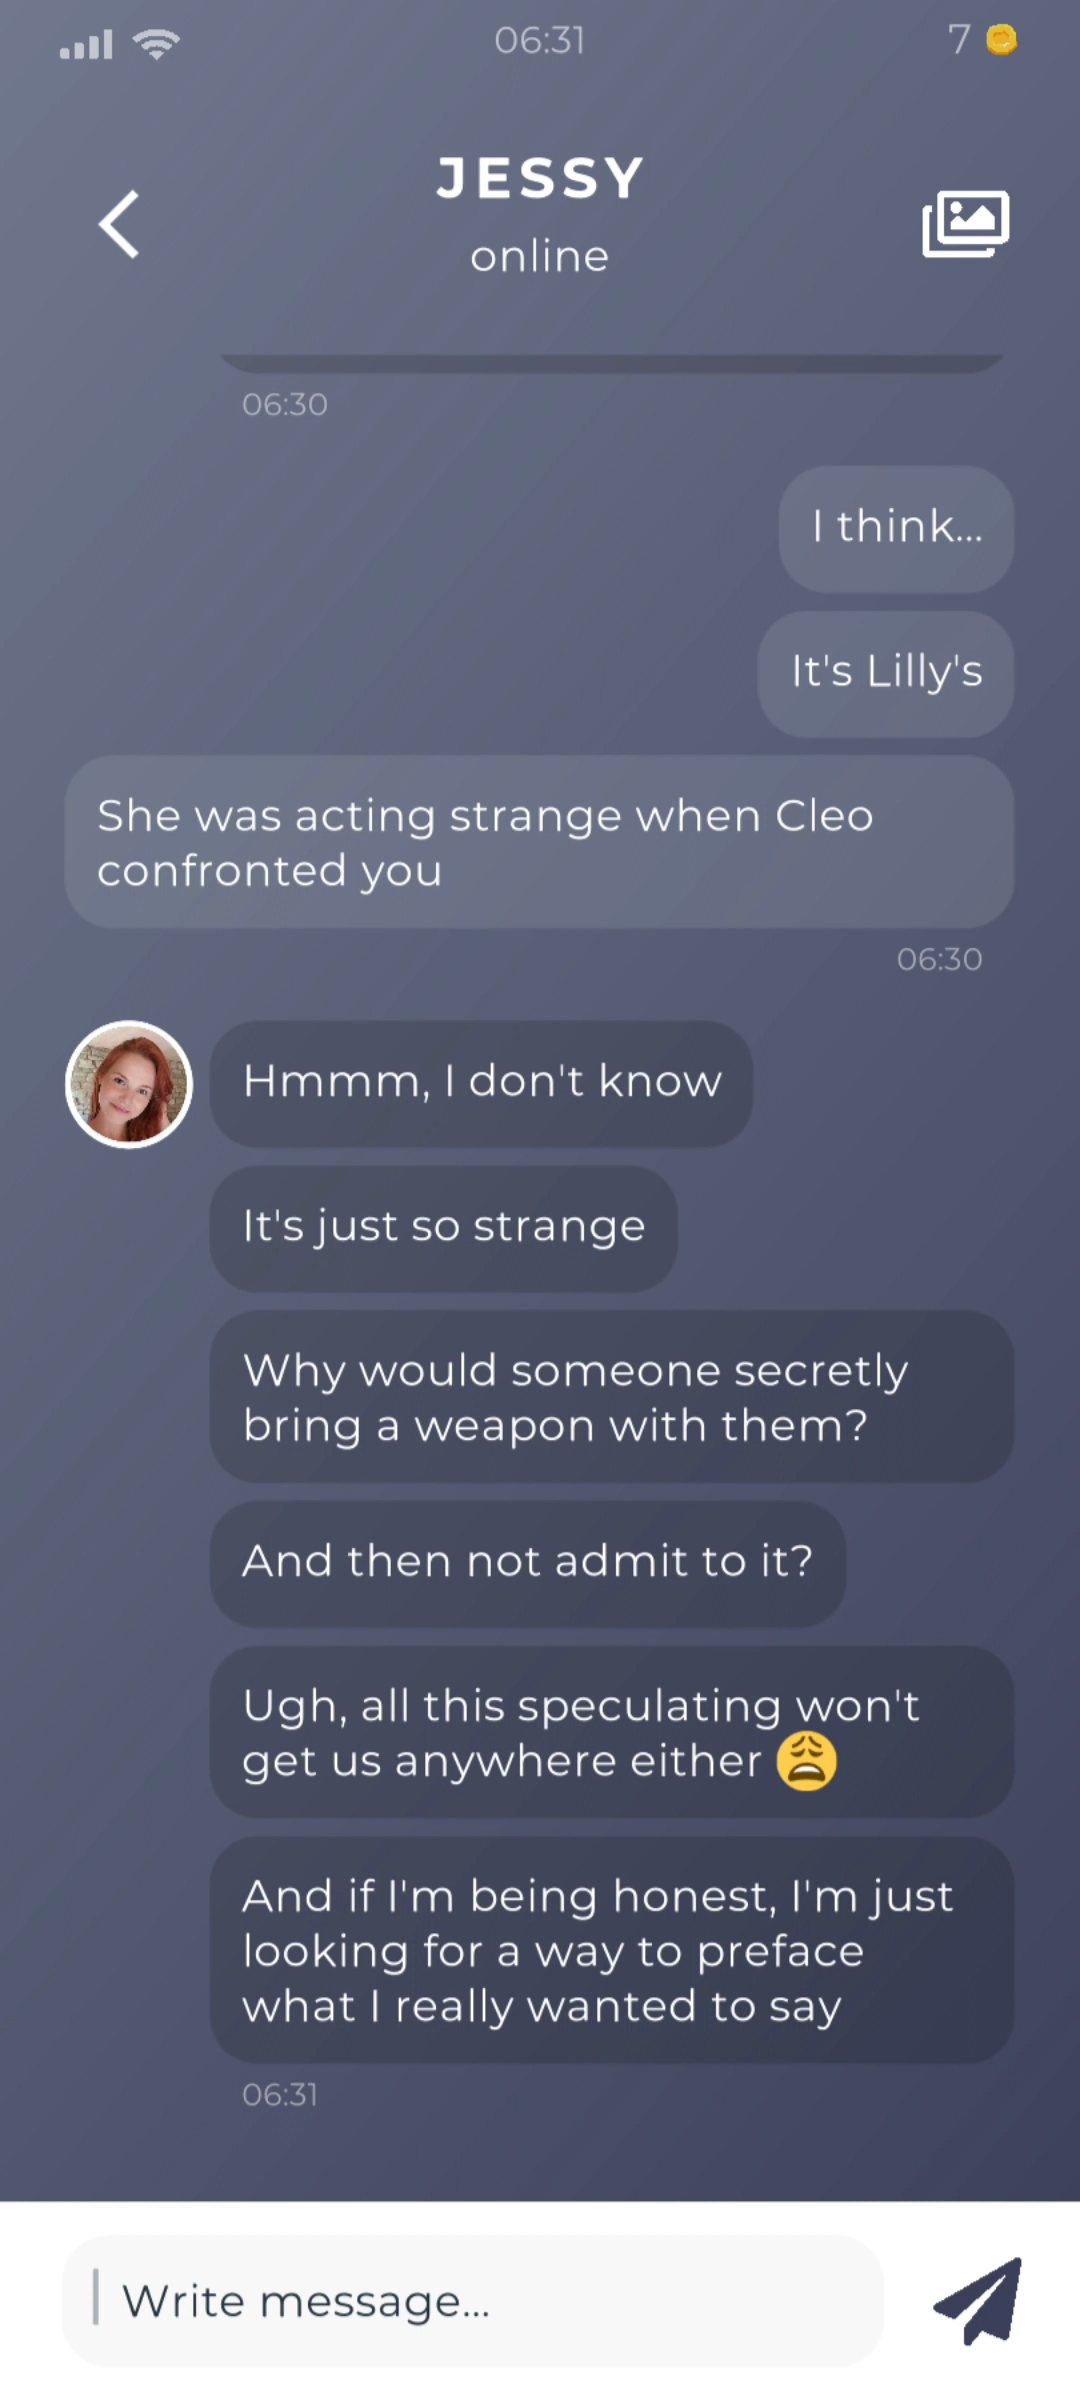 06:31
7
JESSY
online
06:30
I think...
It's Lilly's
She was acting strange when Cleo
confronted you
06:30
Hmmm, I don't know
It's just so strange
Why would someone secretly
bring a weapon with them?
And then not admit to it?
Ugh, all this speculating won't
get us anywhere either 😩
And if I'm being honest, I'm just
looking for a way to preface
what I really wanted to say
06:31
Write message...